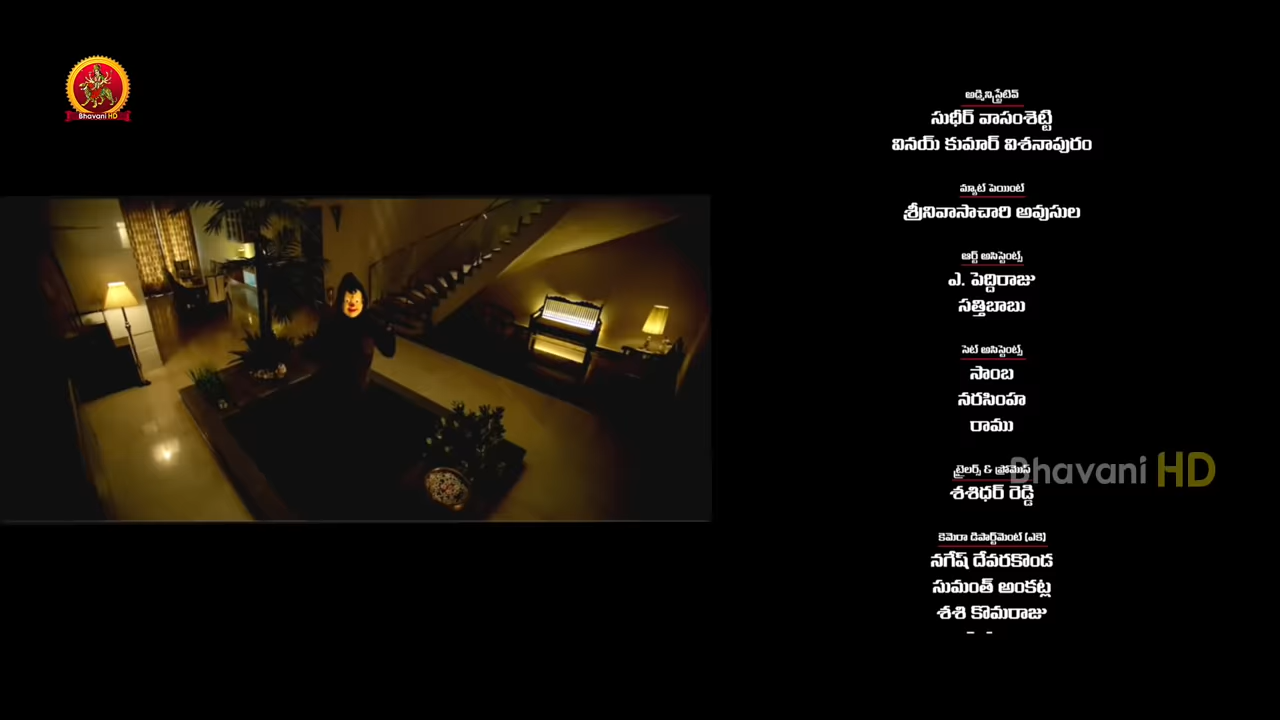 Bhavani HD
అడ్మినిస్ట్రేటివ్
సుధీర్ వాసంశెట్టి
వినయ్ కుమార్ విశనాపురం
మ్యాట్ పెయింట్
శ్రీనివాసాచారి అవుసుల
ఆర్ట్ అసిస్టెంట్స్
ఎ. పెద్దిరాజు
సత్తిబాబు
సెట్ అసిస్టెంట్స్
సాంబ
నరసింహ
రాము
ట్రైలర్స్ & ప్రోమోస్
శశిధర్ రెడ్డి
Bhavani HD
కెమెరా డిపార్ట్‌మెంట్ (ఎకె)
నగేష్ దేవరకొండ
సుమంత్ అంకట్ల
శశి కొమరాజు